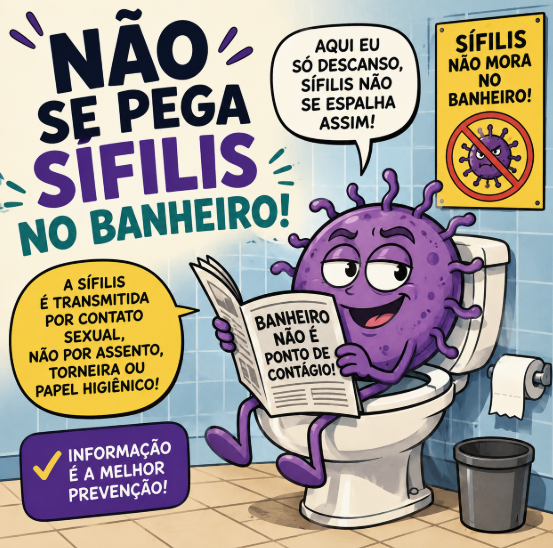 NÃO
SE PEGA
SÍFILIS
NO BANHEIRO!
AQUI EU
SÓ DESCANSO,
SÍFILIS NÃO
SE ESPALHA
ASSIM!
SÍFILIS
NÃO MORA
NO
BANHEIRO!
A SÍFILIS
É TRANSMITIDA
POR CONTATO
SEXUAL,
NÃO POR ASSENTO,
TORNEIRA OU
PAPEL HIGIÊNICO!
BANHEIRO
NÃO É
PONTO DE
CONTÁGIO!
INFORMAÇÃO
É A MELHOR
PREVENÇÃO!